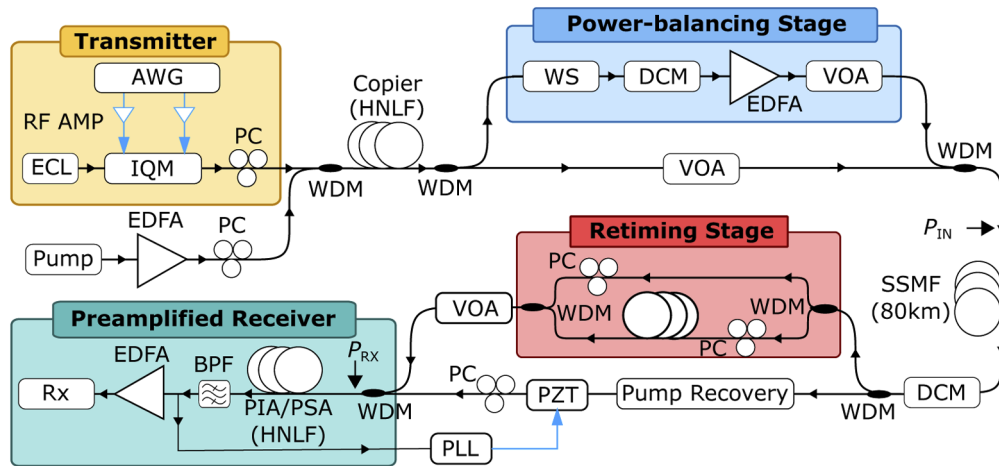 Transmitter
AWG
RF AMP
PC
ECL
IQM
Pump
EDFA
PC
WDM
Copier
(HNLF)
WDM
Power-balancing Stage
WS
DCM
EDFA
VOA
VOA
WDM
P_IN
SSMF
(80km)
DCM
WDM
Retiming Stage
PC
WDM
WDM
PC
VOA
Pump Recovery
PZT
PC
PLL
Preamplified Receiver
P_RX
WDM
PIA/PSA
(HNLF)
BPF
EDFA
Rx